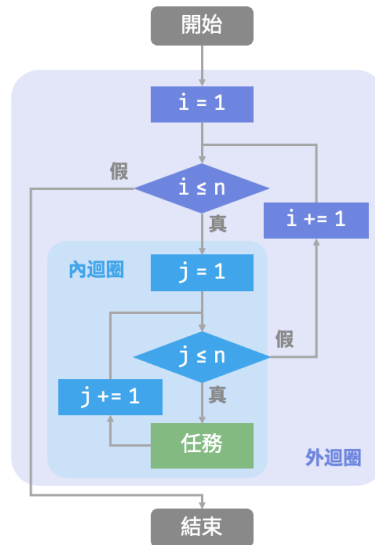 開始
i = 1
假
i ≤ n
真
i += 1
內迴圈
j = 1
j ≤ n
假
真
j += 1
任務
外迴圈
結束